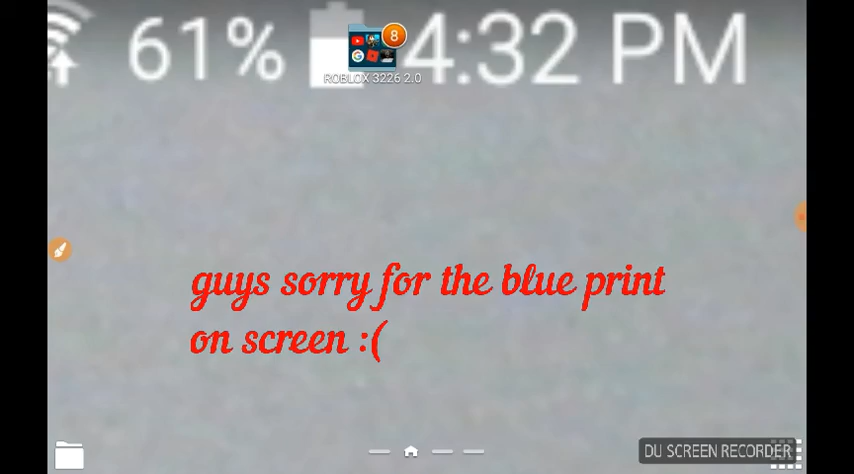 61% 4:32 PM
8
ROBLOX 3226 2.0
guys sorry for the blue print
on screen :(
DU SCREEN RECORDER